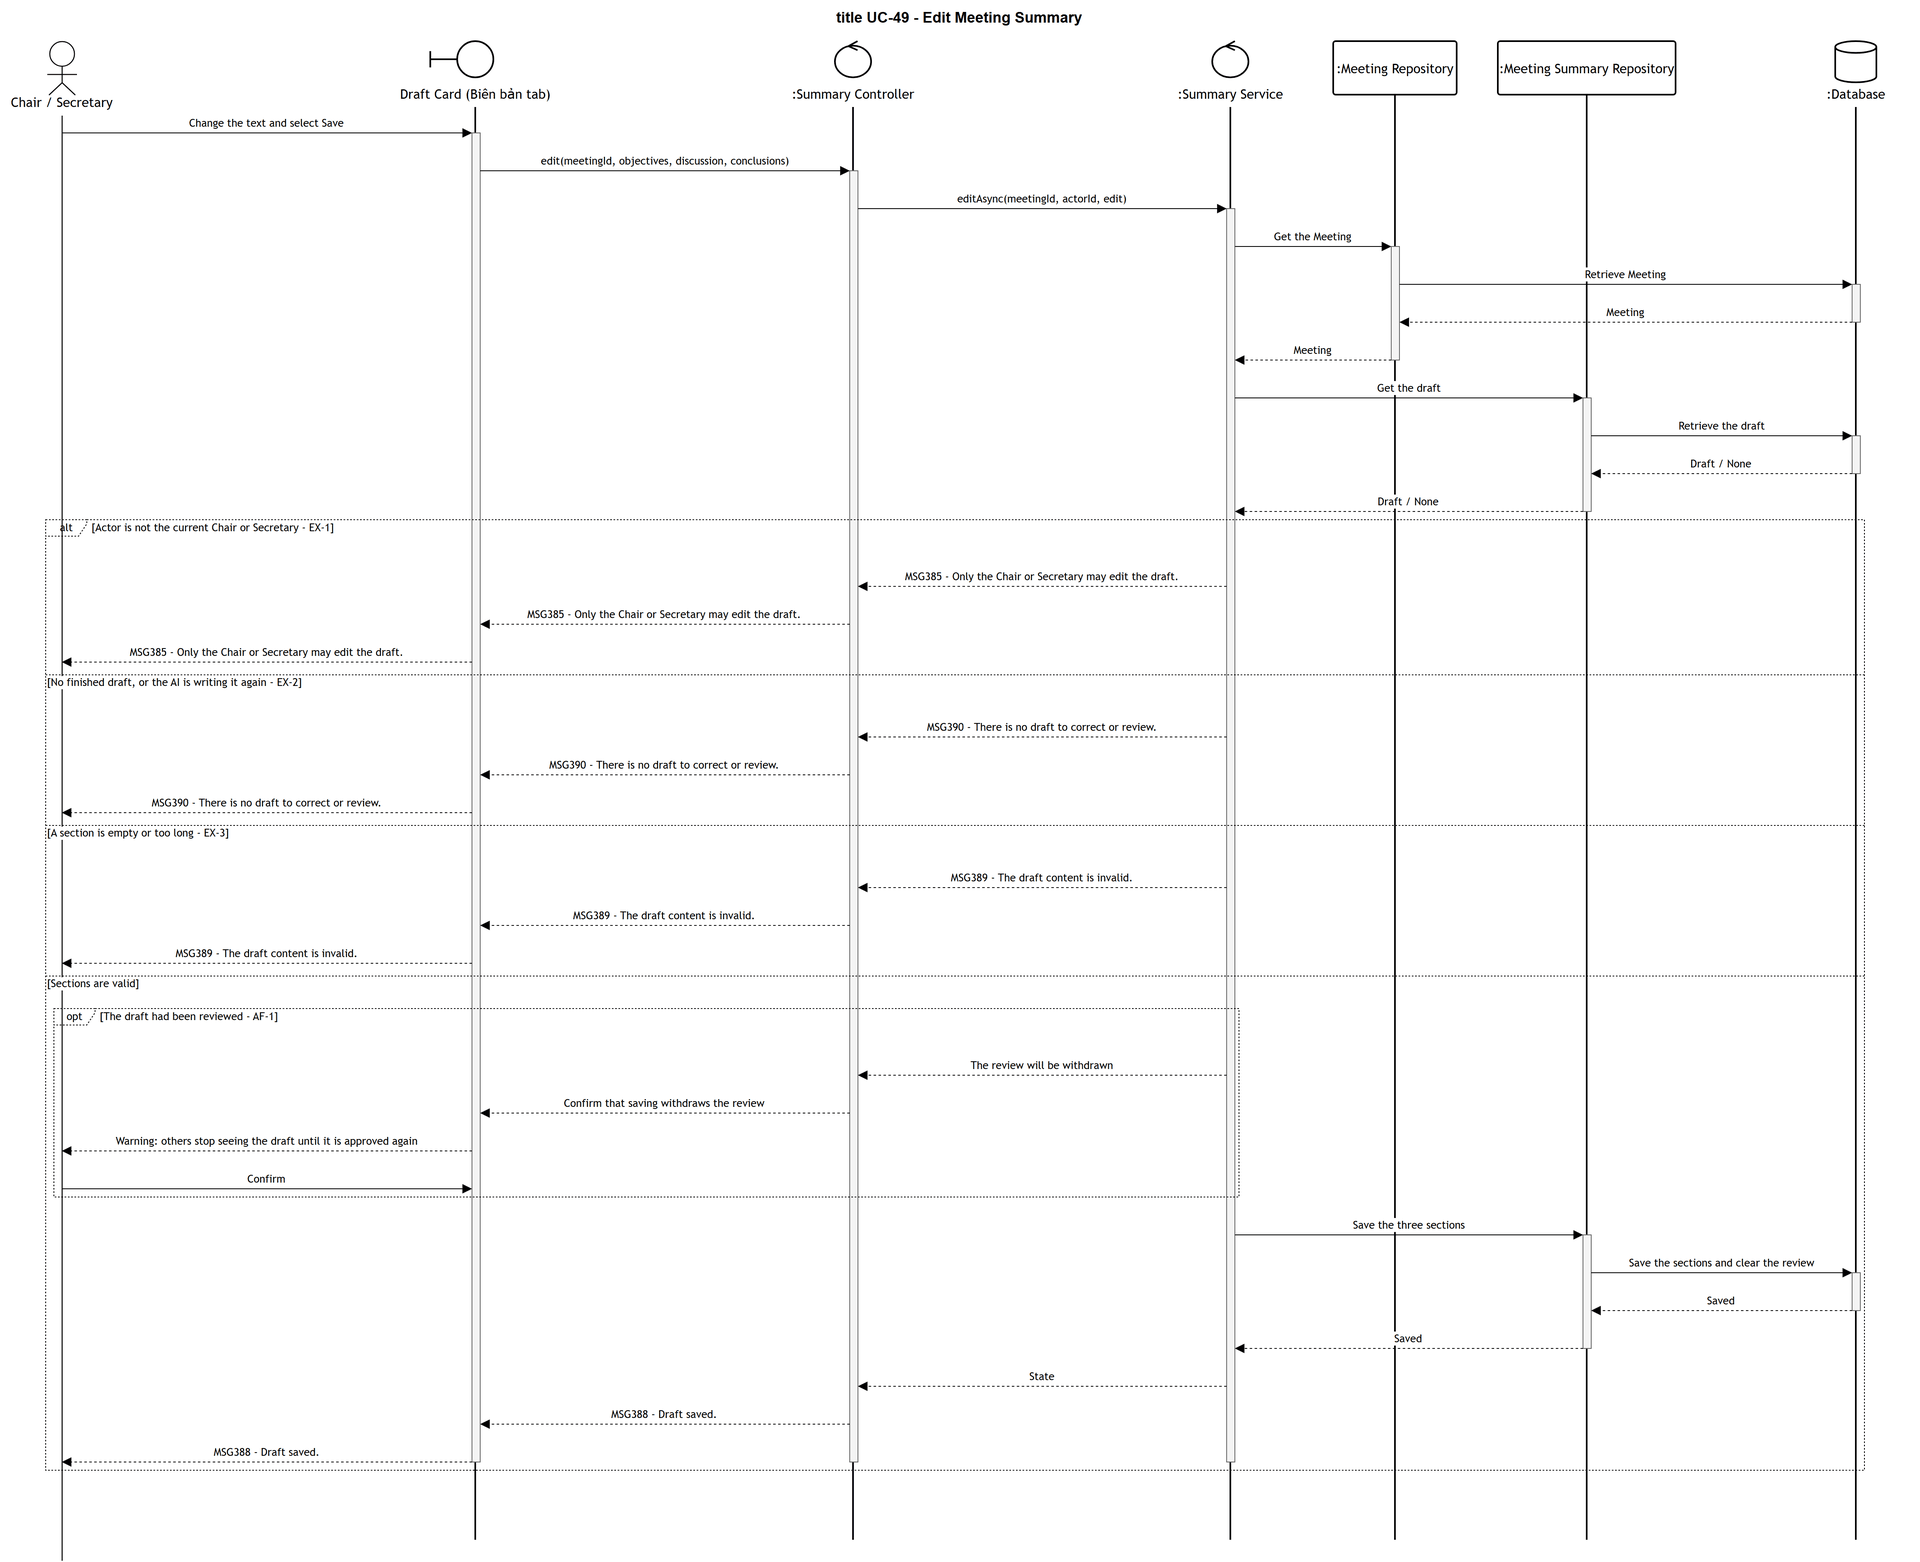 title UC-49 - Edit Meeting Summary
Chair / Secretary
Draft Card (Biên bản tab)
:Summary Controller
:Summary Service
:Meeting Repository
:Meeting Summary Repository
:Database
Change the text and select Save
edit(meetingId, objectives, discussion, conclusions)
editAsync(meetingId, actorId, edit)
Get the Meeting
Retrieve Meeting
Meeting
Meeting
Get the draft
Retrieve the draft
Draft / None
Draft / None
alt [Actor is not the current Chair or Secretary - EX-1]
MSG385 - Only the Chair or Secretary may edit the draft.
MSG385 - Only the Chair or Secretary may edit the draft.
MSG385 - Only the Chair or Secretary may edit the draft.
[No finished draft, or the AI is writing it again - EX-2]
MSG390 - There is no draft to correct or review.
MSG390 - There is no draft to correct or review.
MSG390 - There is no draft to correct or review.
[A section is empty or too long - EX-3]
MSG389 - The draft content is invalid.
MSG389 - The draft content is invalid.
MSG389 - The draft content is invalid.
[Sections are valid]
opt [The draft had been reviewed - AF-1]
The review will be withdrawn
Confirm that saving withdraws the review
Warning: others stop seeing the draft until it is approved again
Confirm
Save the three sections
Save the sections and clear the review
Saved
Saved
State
MSG388 - Draft saved.
MSG388 - Draft saved.